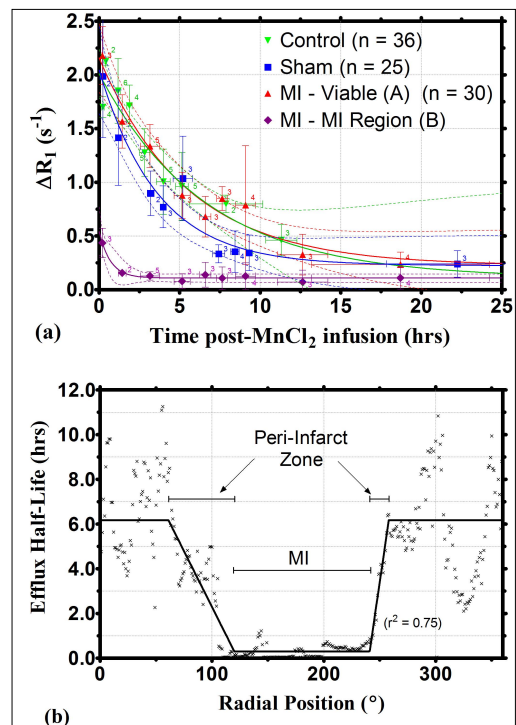 2.5
2.0
1.5
1.0
0.5
0.0
ΔR1 (s-1)
Control (n = 36)
Sham (n = 25)
MI - Viable (A) (n = 30)
MI - MI Region (B)
0 5 10 15 20 25
(a)
Time post-MnCl2 infusion (hrs)
12.0
10.0
8.0
6.0
4.0
2.0
0.0
Efflux Half-Life (hrs)
Peri-Infarct
Zone
MI
(r2 = 0.75)
0 100 200 300
Radial Position (°)
(b)